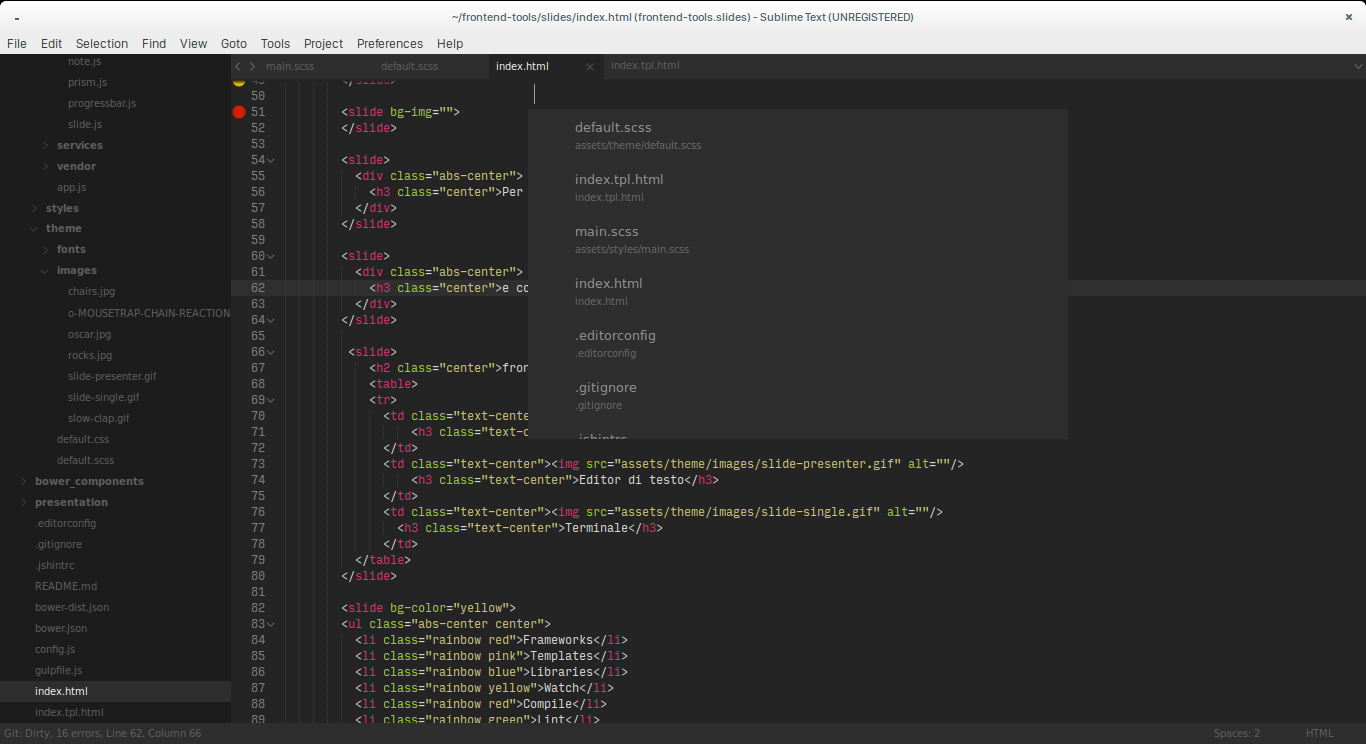 ~/frontend-tools/slides/index.html (frontend-tools.slides) - Sublime Text (UNREGISTERED)
File Edit Selection Find View Goto Tools Project Preferences Help
note.js
prism.js
progressbar.js
slide.js
services
vendor
app.js
styles
theme
fonts
images
chairs.jpg
o-MOUSETRAP-CHAIN-REACTION
oscar.jpg
rocks.jpg
slide-presenter.gif
slide-single.gif
slow-clap.gif
default.css
default.scss
bower_components
presentation
.editorconfig
.gitignore
.jshintrc
README.md
bower-dist.json
bower.json
config.js
gulpfile.js
index.html
index.tpl.html
main.scss default.scss index.html index.tpl.html
49 </slide>
50
51 <slide bg-img="">
52 </slide>
53
54 <slide>
55 <div class="abs-center">
56 <h3 class="center">Per
57 </div>
58 </slide>
59
60 <slide>
61 <div class="abs-center">
62 <h3 class="center">e co
63 </div>
64 </slide>
65
66 <slide>
67 <h2 class="center">fron
68 <table>
69 <tr>
70 <td class="text-cente
71 <h3 class="text-c
72 </td>
73 <td class="text-center"><img src="assets/theme/images/slide-presenter.gif" alt=""/>
74 <h3 class="text-center">Editor di testo</h3>
75 </td>
76 <td class="text-center"><img src="assets/theme/images/slide-single.gif" alt=""/>
77 <h3 class="text-center">Terminale</h3>
78 </td>
79 </table>
80 </slide>
81
82 <slide bg-color="yellow">
83 <ul class="abs-center center">
84 <li class="rainbow red">Frameworks</li>
85 <li class="rainbow pink">Templates</li>
86 <li class="rainbow blue">Libraries</li>
87 <li class="rainbow yellow">Watch</li>
88 <li class="rainbow red">Compile</li>
89 <li class="rainbow green">Lint</li>
default.scss
assets/theme/default.scss
index.tpl.html
index.tpl.html
main.scss
assets/styles/main.scss
index.html
index.html
.editorconfig
.editorconfig
.gitignore
.gitignore
.jshintrc
Git: Dirty, 16 errors, Line 62, Column 66 Spaces: 2 HTML